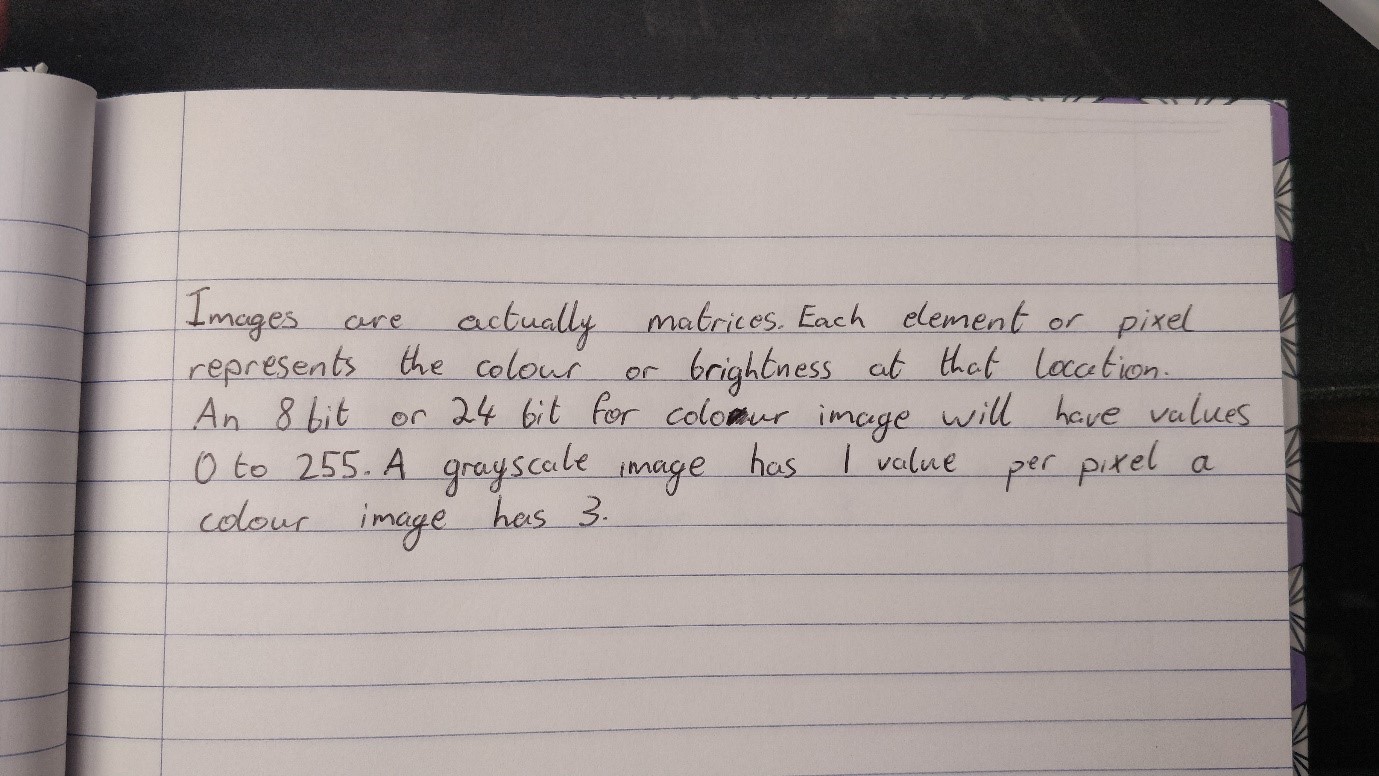 Images are actually matrices. Each element or pixel
represents the colour or brightness at that location.
An 8 bit or 24 bit for colour image will have values
0 to 255. A grayscale image has 1 value per pixel a
colour image has 3.